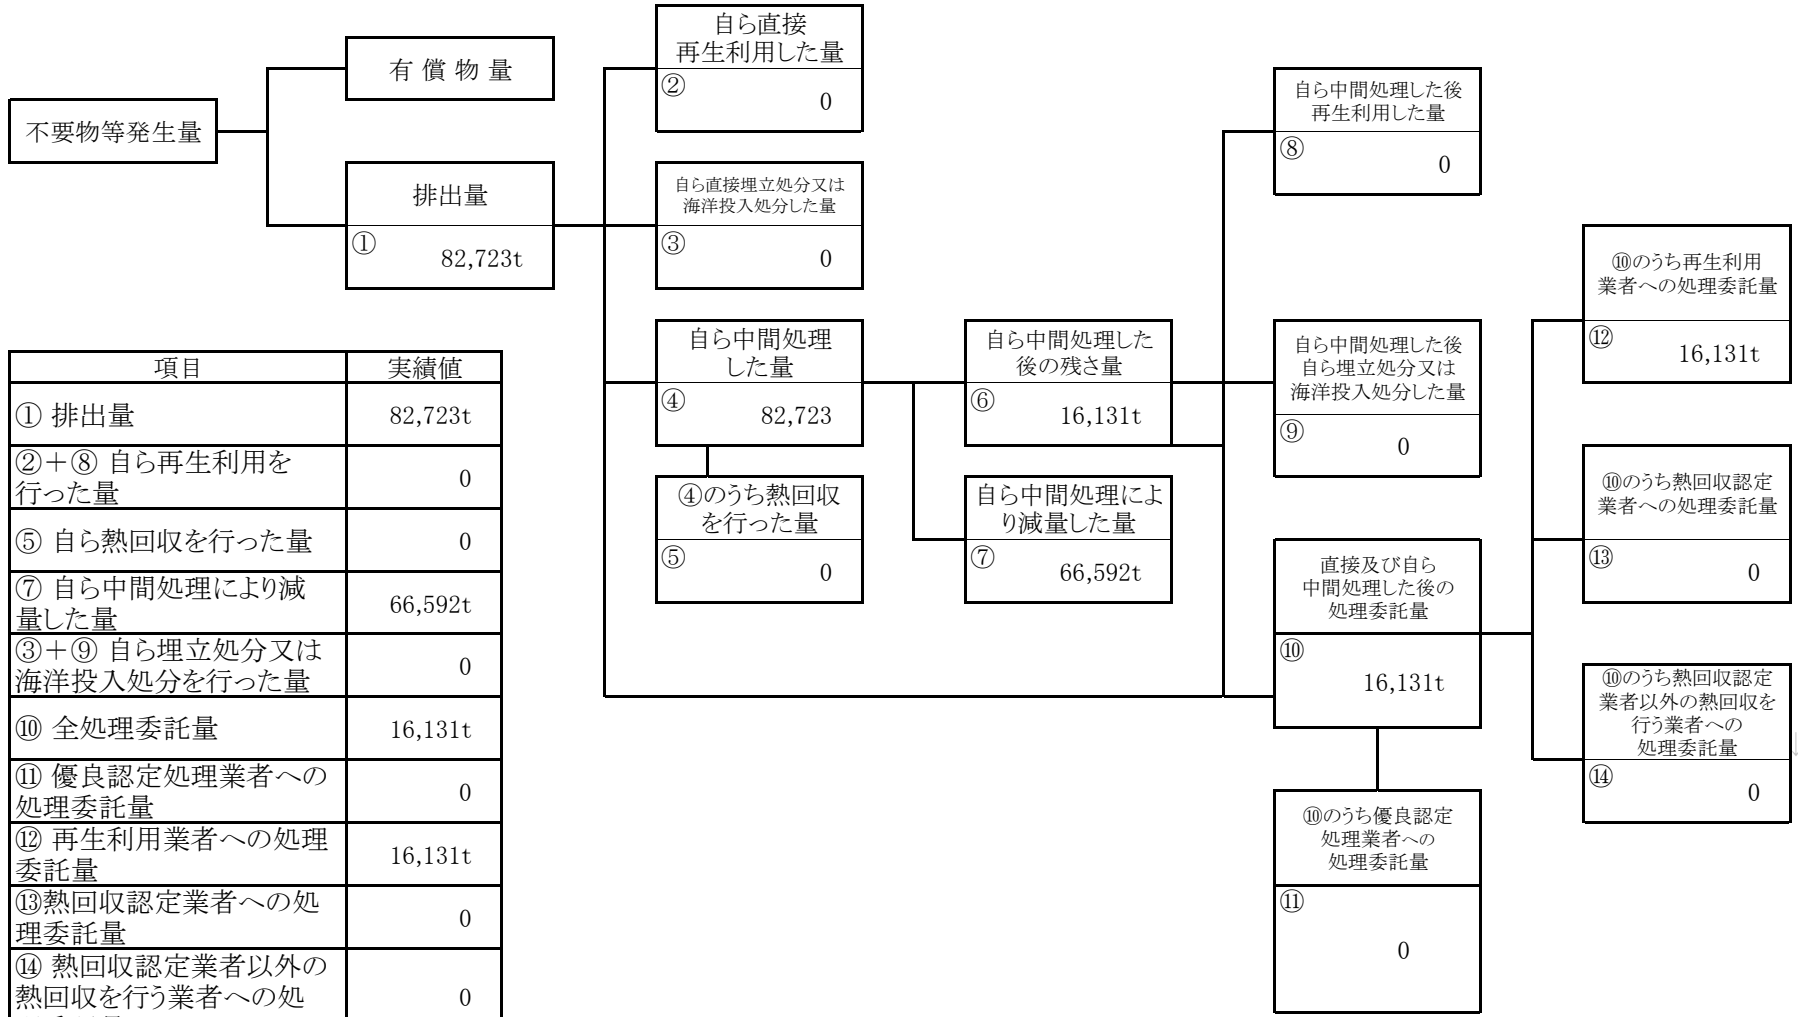 不要物等発生量
有償物量
排出量
①
82,723t
自ら直接
再生利用した量
②
0
自ら直接埋立処分又は
海洋投入処分した量
③
0
自ら中間処理
した量
④
82,723
④のうち熱回収
を行った量
⑤
0
自ら中間処理した
後の残さ量
⑥
16,131t
自ら中間処理によ
り減量した量
⑦
66,592t
自ら中間処理した後
再生利用した量
⑧
0
自ら中間処理した後
自ら埋立処分又は
海洋投入処分した量
⑨
0
直接及び自ら
中間処理した後の
処理委託量
⑩
16,131t
⑩のうち優良認定
処理業者への
処理委託量
⑪
0
⑩のうち再生利用
業者への処理委託量
⑫
16,131t
⑩のうち熱回収認定
業者への処理委託量
⑬
0
⑩のうち熱回収認定
業者以外の熱回収を
行う業者への
処理委託量
⑭
0
項目 実績値
① 排出量 82,723t
②＋⑧ 自ら再生利用を
行った量 0
⑤ 自ら熱回収を行った量 0
⑦ 自ら中間処理により減
量した量 66,592t
③＋⑨ 自ら埋立処分又は
海洋投入処分を行った量 0
⑩ 全処理委託量 16,131t
⑪ 優良認定処理業者への
処理委託量 0
⑫ 再生利用業者への処理
委託量 16,131t
⑬熱回収認定業者への処
理委託量 0
⑭ 熱回収認定業者以外の
熱回収を行う業者への処 0